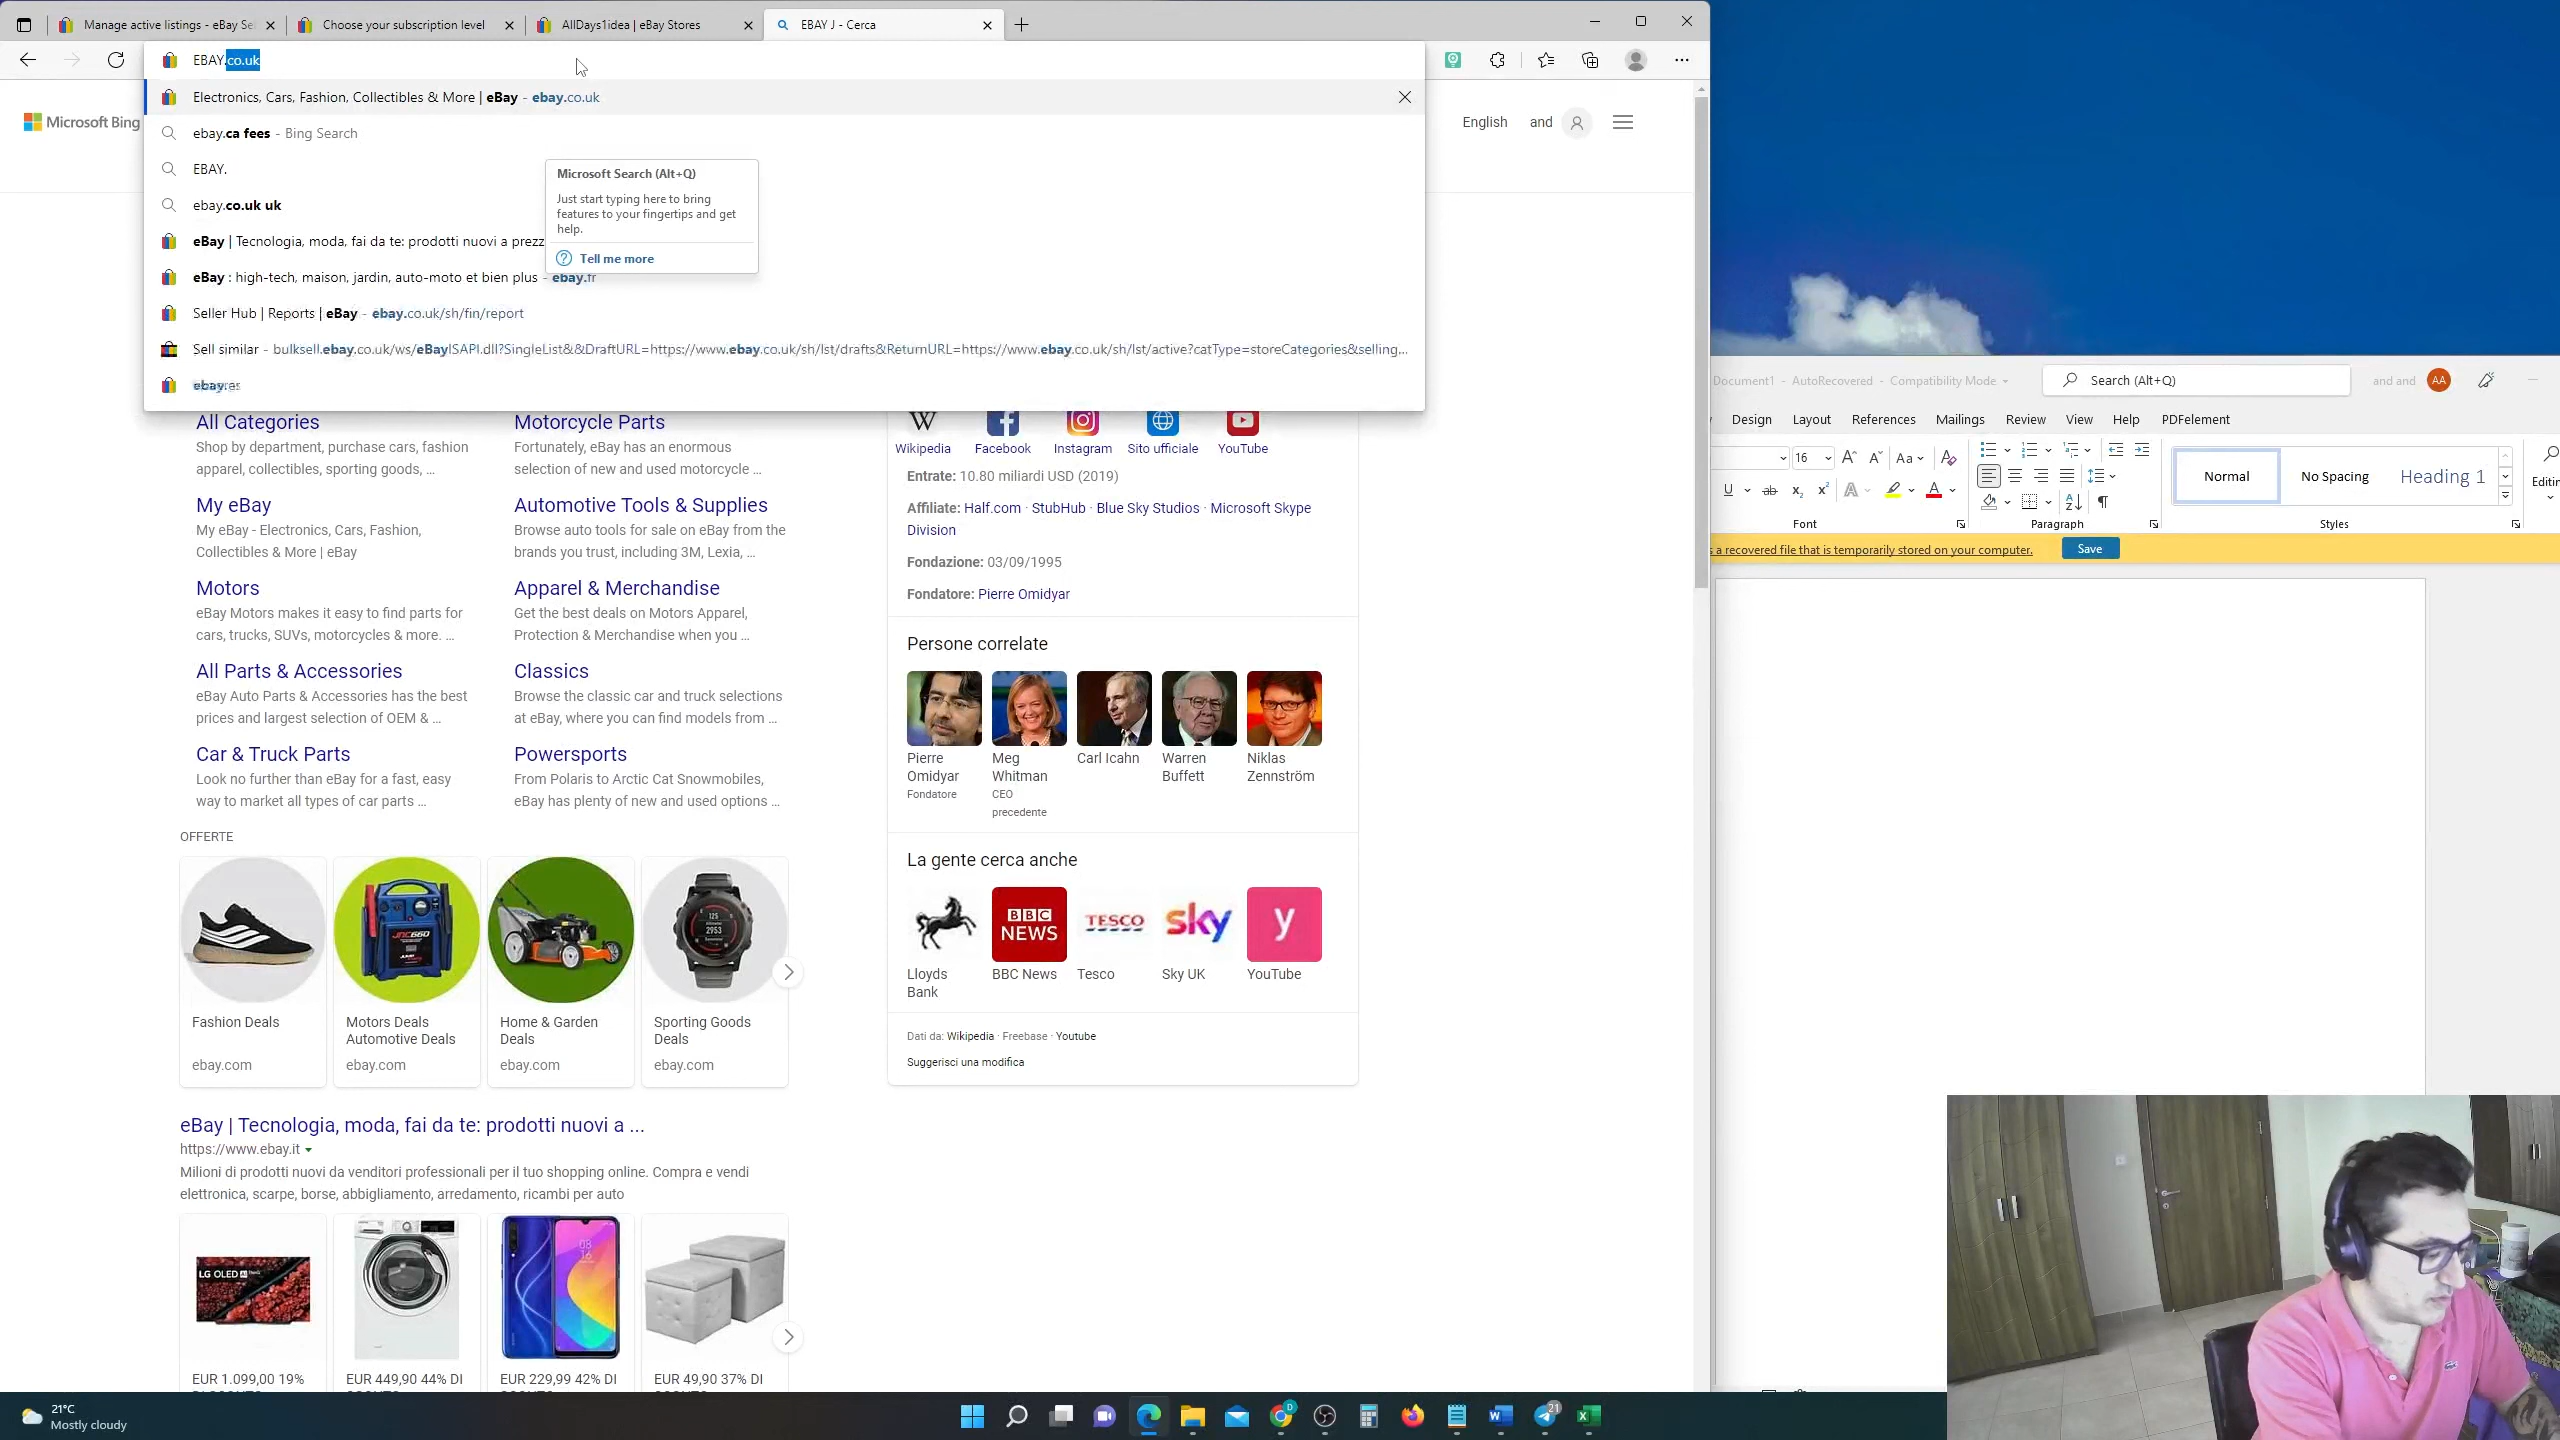 Manage active listings - eBay Sel
Choose your subscription level
AllDays1idea | eBay Stores
EBAY J - Cerca
EBAY.co.uk
Electronics, Cars, Fashion, Collectibles & More | eBay - ebay.co.uk
ebay.ca fees - Bing Search
EBAY.
ebay.co.uk uk
eBay | Tecnologia, moda, fai da te: prodotti nuovi a prezz
eBay : high-tech, maison, jardin, auto-moto et bien plus - ebay.fr
Seller Hub | Reports | eBay - ebay.co.uk/sh/fin/report
Sell similar - bulksell.ebay.co.uk/ws/eBayISAPI.dll?SingleList&&DraftURL=https://www.ebay.co.uk/sh/lst/drafts&ReturnURL=https://www.ebay.co.uk/sh/lst/active?catType=storeCategories&selling...
Microsoft Search (Alt+Q)
Just start typing here to bring
features to your fingertips and get
help.
Tell me more
Microsoft Bing
English and
All Categories
Shop by department, purchase cars, fashion
apparel, collectibles, sporting goods, …
My eBay
My eBay - Electronics, Cars, Fashion,
Collectibles & More | eBay
Motors
eBay Motors makes it easy to find parts for
cars, trucks, SUVs, motorcycles & more. …
All Parts & Accessories
eBay Auto Parts & Accessories has the best
prices and largest selection of OEM & …
Car & Truck Parts
Look no further than eBay for a fast, easy
way to market all types of car parts …
Motorcycle Parts
Fortunately, eBay has an enormous
selection of new and used motorcycle …
Automotive Tools & Supplies
Browse auto tools for sale on eBay from the
brands you trust, including 3M, Lexia, …
Apparel & Merchandise
Get the best deals on Motors Apparel,
Protection & Merchandise when you …
Classics
Browse the classic car and truck selections
at eBay, where you can find models from …
Powersports
From Polaris to Arctic Cat Snowmobiles,
eBay has plenty of new and used options …
OFFERTE
Fashion Deals
ebay.com
Motors Deals
Automotive Deals
ebay.com
Home & Garden
Deals
ebay.com
Sporting Goods
Deals
ebay.com
eBay | Tecnologia, moda, fai da te: prodotti nuovi a ...
https://www.ebay.it
Milioni di prodotti nuovi da venditori professionali per il tuo shopping online. Compra e vendi
elettronica, scarpe, borse, abbigliamento, arredamento, ricambi per auto
LG OLED
EUR 1.099,00 19%
EUR 449,90 44% DI
EUR 229,99 42% DI
EUR 49,90 37% DI
Wikipedia
Facebook
Instagram
Sito ufficiale
YouTube
Entrate: 10.80 miliardi USD (2019)
Affiliate: Half.com · StubHub · Blue Sky Studios · Microsoft Skype
Division
Fondazione: 03/09/1995
Fondatore: Pierre Omidyar
Persone correlate
Pierre
Omidyar
Fondatore
Meg
Whitman
CEO
precedente
Carl Icahn
Warren
Buffett
Niklas
Zennström
La gente cerca anche
BBC
NEWS
TESCO
sky
y
Lloyds
Bank
BBC News
Tesco
Sky UK
YouTube
Dati da: Wikipedia · Freebase · Youtube
Suggerisci una modifica
Document1 - AutoRecovered - Compatibility Mode
Search (Alt+Q)
and and
AA
Design
Layout
References
Mailings
Review
View
Help
PDFelement
16
Normal
No Spacing
Heading 1
Font
Paragraph
Styles
a recovered file that is temporarily stored on your computer.
Save
21°C
Mostly cloudy
21